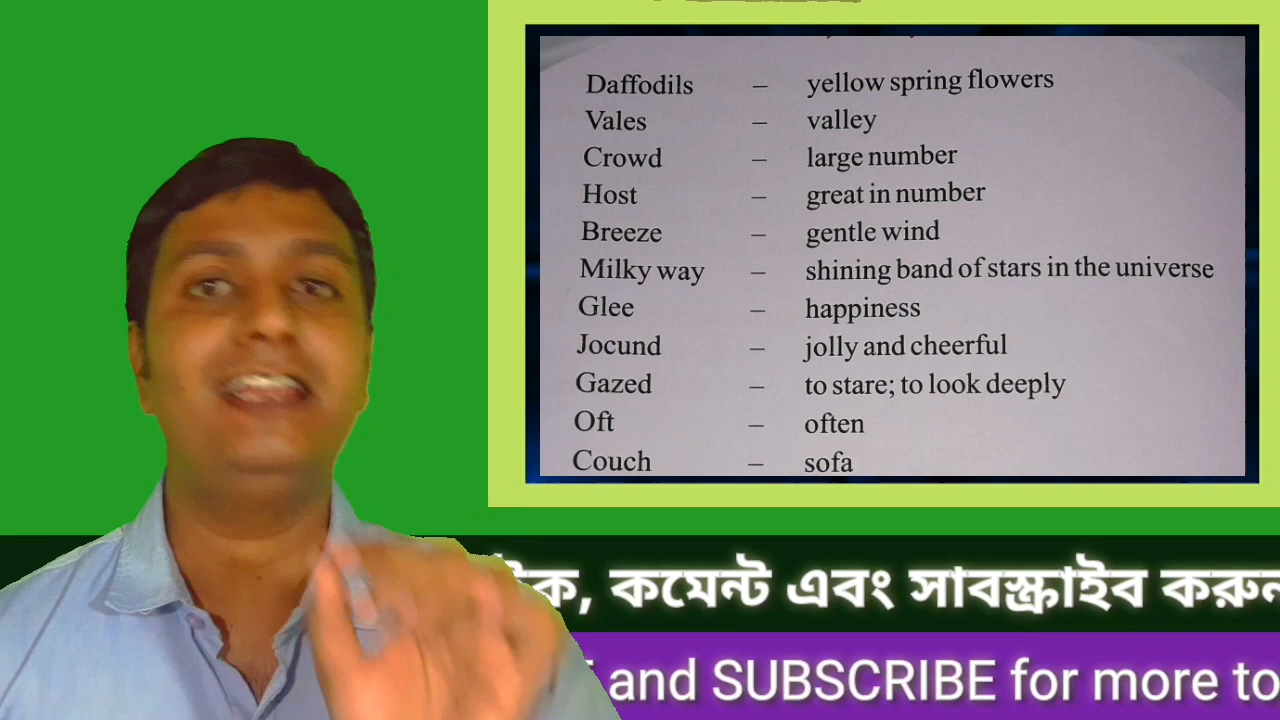 Daffodils – yellow spring flowers
Vales – valley
Crowd – large number
Host – great in number
Breeze – gentle wind
Milky way – shining band of stars in the universe
Glee – happiness
Jocund – jolly and cheerful
Gazed – to stare; to look deeply
Oft – often
Couch – sofa
কমেন্ট এবং সাবস্ক্রাইব করুন
and SUBSCRIBE for more to